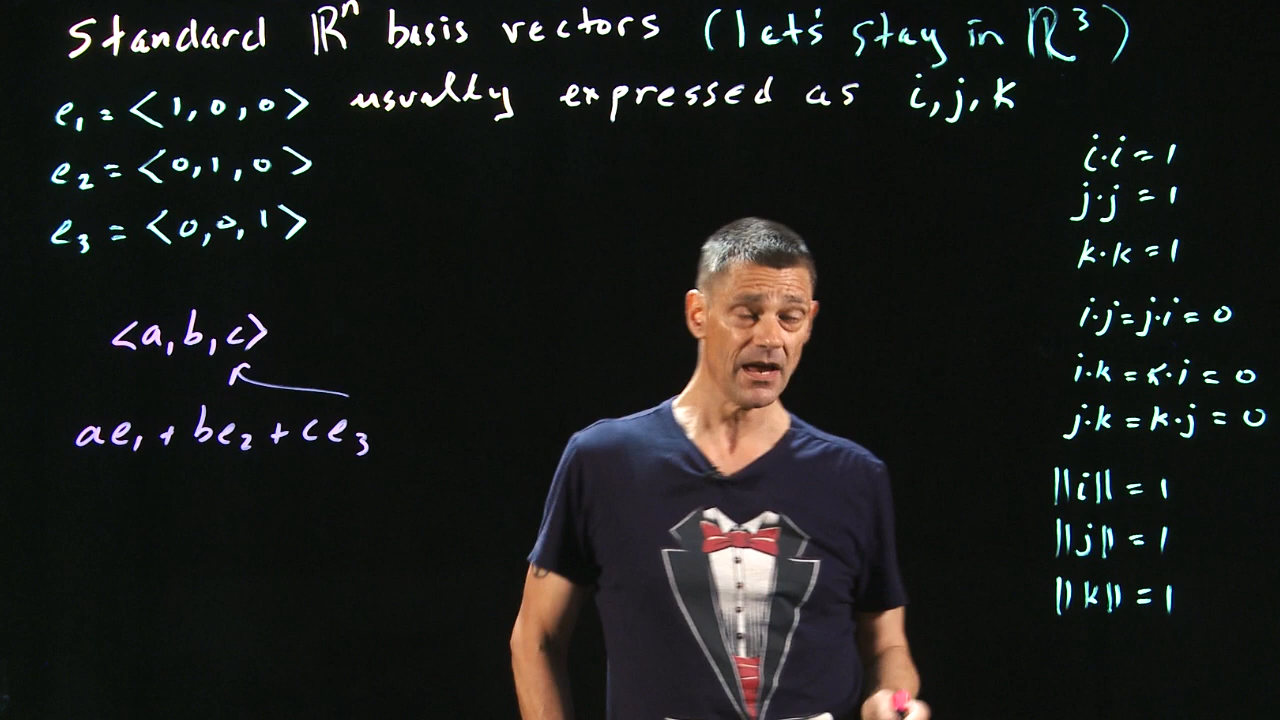 Standard ℝⁿ basis vectors (let's stay in ℝ³)
e₁ = <1, 0, 0> usually expressed as i, j, k
e₂ = <0, 1, 0>
e₃ = <0, 0, 1>
<a, b, c>
ae₁ + be₂ + ce₃
i·i = 1
j·j = 1
k·k = 1
i·j = j·i = 0
i·k = k·i = 0
j·k = k·j = 0
||i|| = 1
||j|| = 1
||k|| = 1